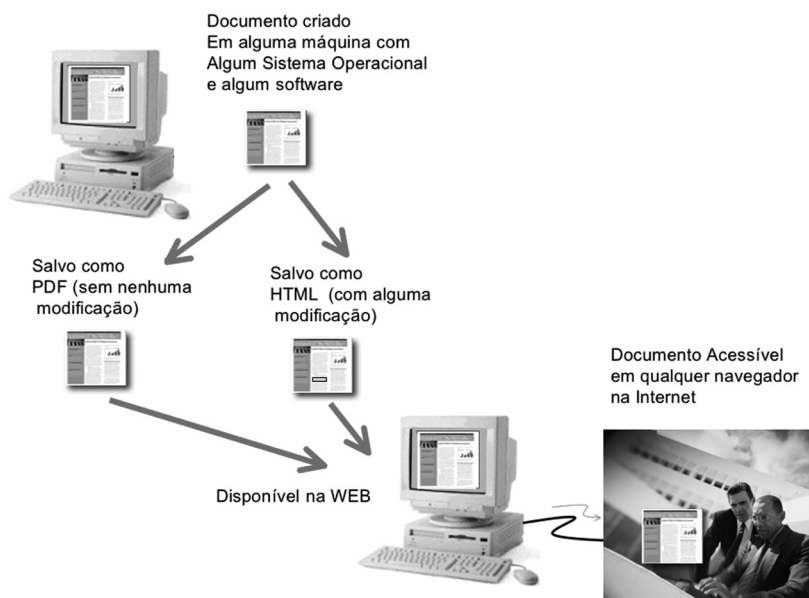 Documento criado
Em alguma máquina com
Algum Sistema Operacional
e algum software
Salvo como
PDF (sem nenhuma
modificação)
Salvo como
HTML (com alguma
modificação)
Documento Acessível
em qualquer navegador
na Internet
Disponível na WEB